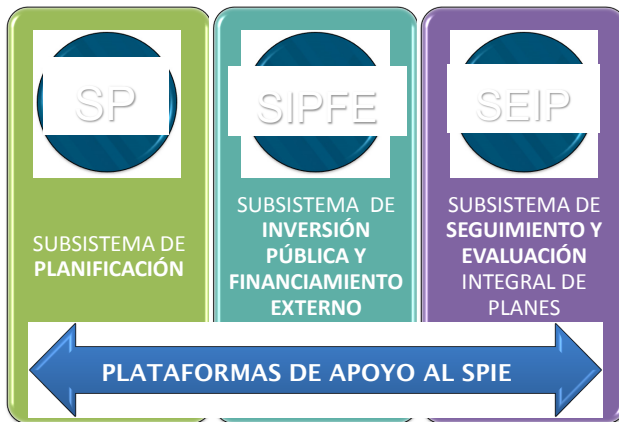 SP
SUBSISTEMA DE
PLANIFICACIÓN
SIPFE
SUBSISTEMA DE
INVERSIÓN
PÚBLICA Y
FINANCIAMIENTO
EXTERNO
SEIP
SUBSISTEMA DE
SEGUIMIENTO Y
EVALUACIÓN
INTEGRAL DE
PLANES
PLATAFORMAS DE APOYO AL SPIE